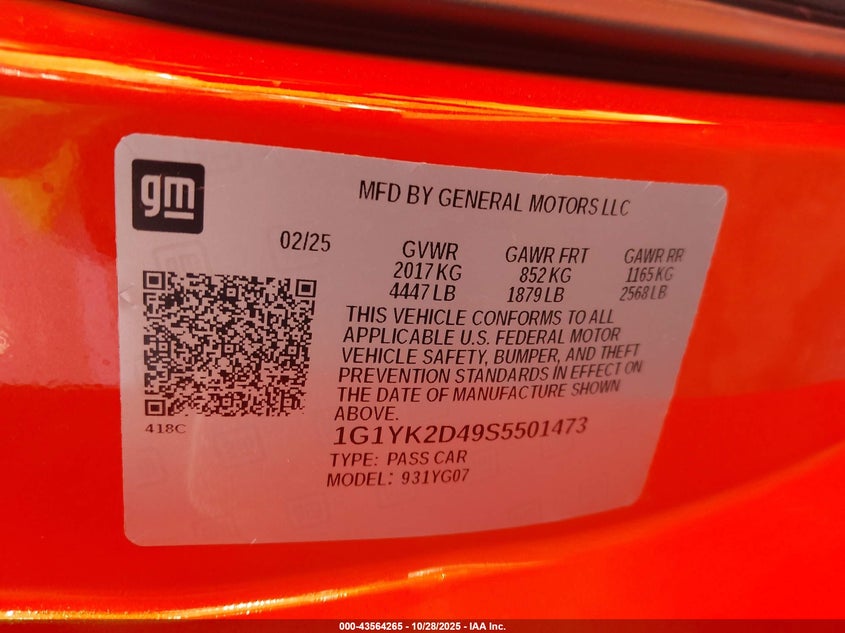 gm
MFD BY GENERAL MOTORS LLC
02/25
GVWR GAWR FRT GAWR RR
2017KG 852KG 1165KG
4447LB 1879LB 2568LB
THIS VEHICLE CONFORMS TO ALL
APPLICABLE U.S. FEDERAL MOTOR
VEHICLE SAFETY, BUMPER, AND THEFT
PREVENTION STANDARDS IN EFFECT ON
THE DATE OF MANUFACTURE SHOWN
ABOVE.
418C
1G1YK2D49S5501473
TYPE: PASS CAR
MODEL: 931YG07
000-43564265 - 10/28/2025 - IAA Inc.